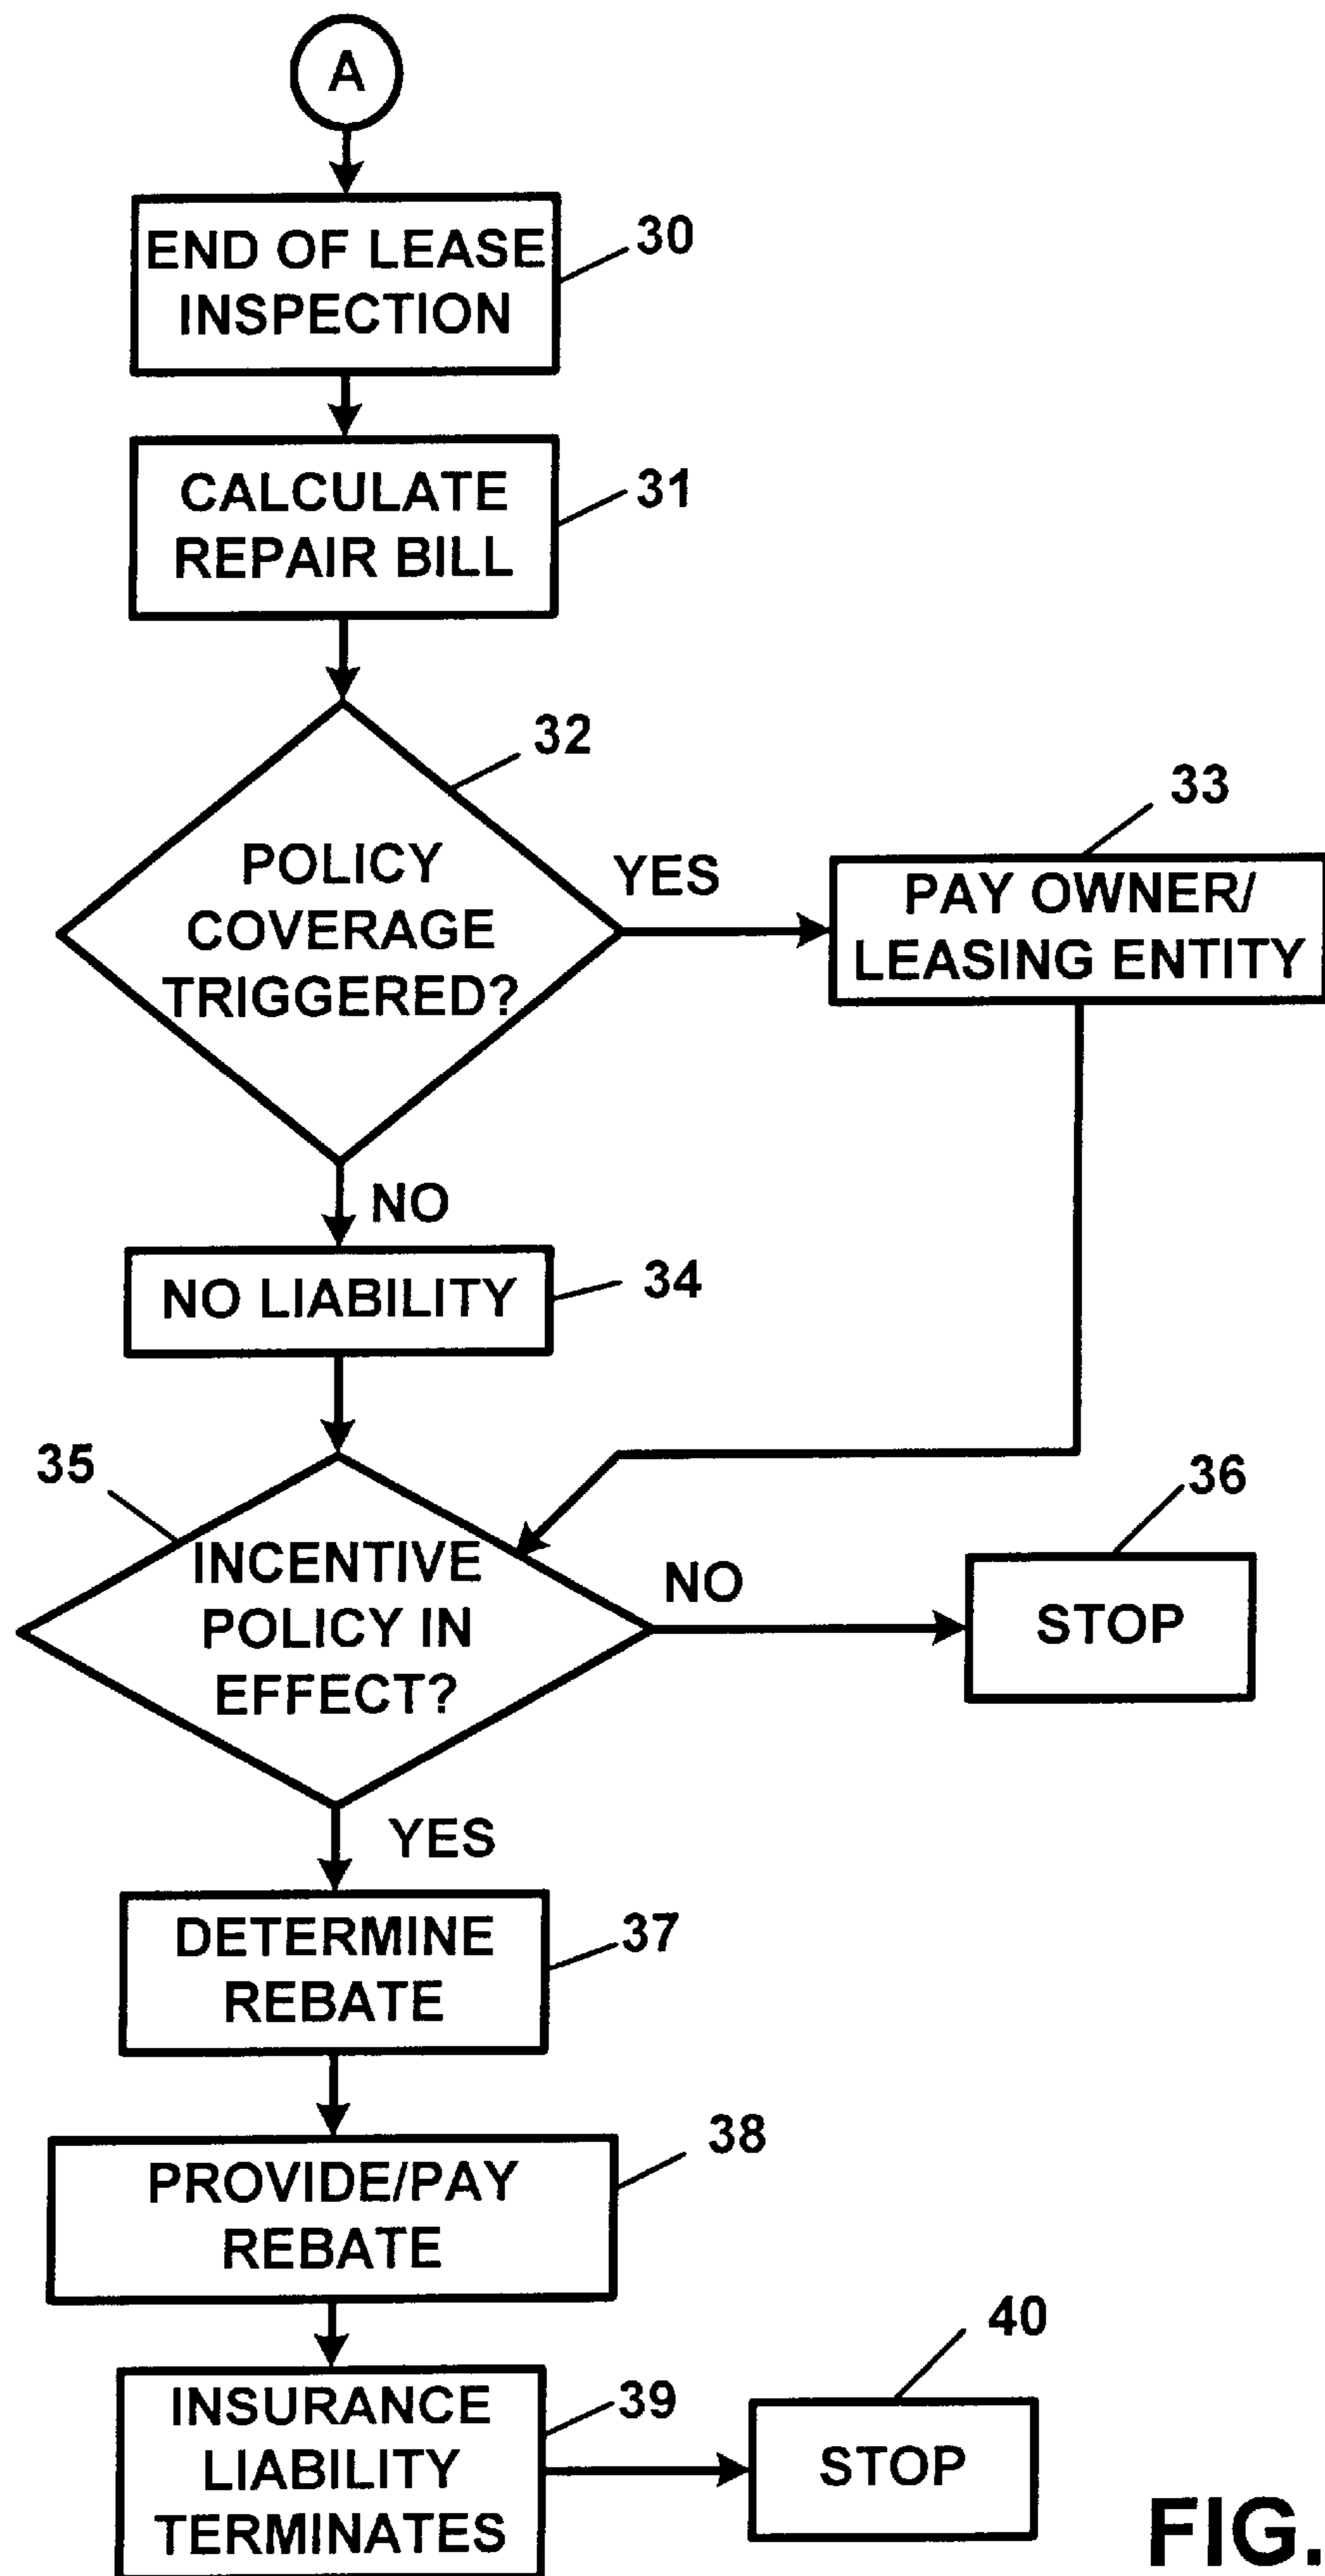 A
END OF LEASE
INSPECTION
30
CALCULATE
REPAIR BILL
31
32
POLICY
COVERAGE
TRIGGERED?
YES
33
PAY OWNER/
LEASING ENTITY
NO
NO LIABILITY
34
35
INCENTIVE
POLICY IN
EFFECT?
NO
36
STOP
YES
DETERMINE
REBATE
37
PROVIDE/PAY
REBATE
38
INSURANCE
LIABILITY
TERMINATES
39
40
STOP
FIG.